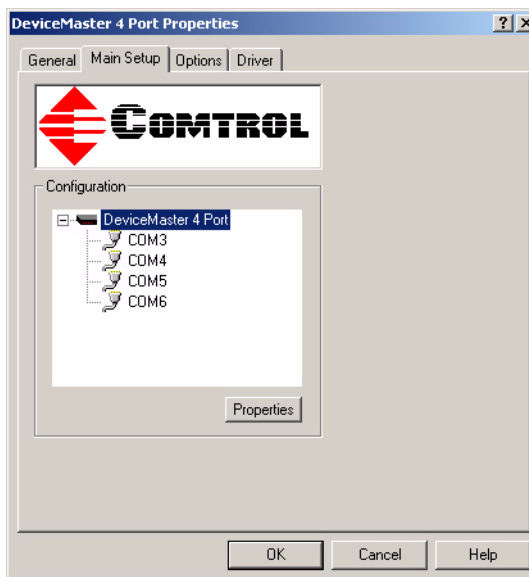 DeviceMaster 4 Port Properties
General Main Setup Options Driver
COMTROL
Configuration
DeviceMaster 4 Port
COM3
COM4
COM5
COM6
Properties
OK Cancel Help